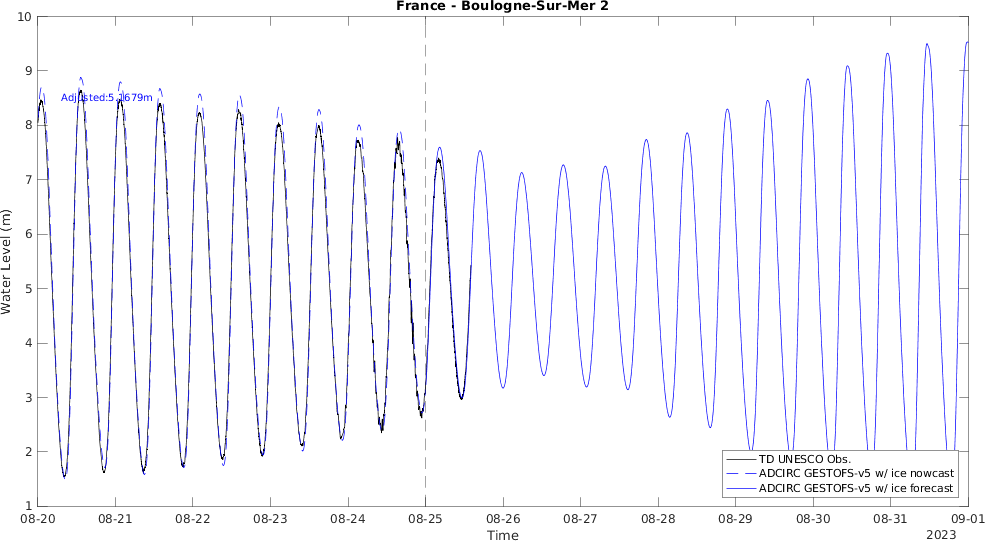 France - Boulogne-Sur-Mer 2
10
9
8
7
6
5
4
3
2
1
Water Level (m)
Adjusted:5.1679m
TD UNESCO Obs.
ADCIRC GESTOFS-v5 w/ ice nowcast
ADCIRC GESTOFS-v5 w/ ice forecast
08-20 08-21 08-22 08-23 08-24 08-25 08-26 08-27 08-28 08-29 08-30 08-31 09-01
Time
2023